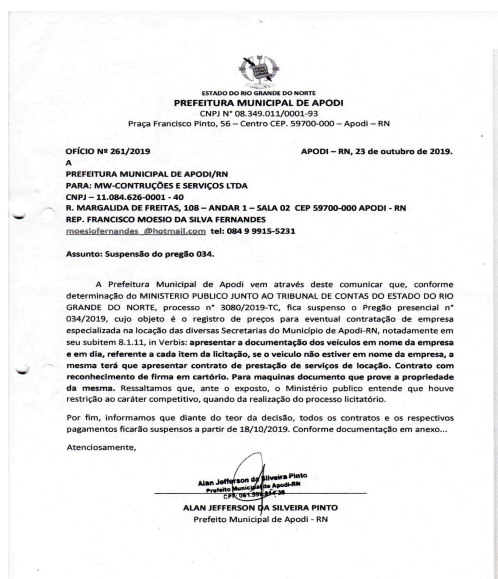 ESTADO DO RIO GRANDE DO NORTE
PREFEITURA MUNICIPAL DE APODI
CNPJ N° 08.349.011/0001-93
Praça Francisco Pinto, 56 – Centro CEP. 59700-000 – Apodi – RN
OFÍCIO Nº 261/2019 APODI – RN, 23 de outubro de 2019.
A
PREFEITURA MUNICIPAL DE APODI/RN
PARA: MW-CONTRUÇÕES E SERVIÇOS LTDA
CNPJ – 11.084.626-0001 - 40
R. MARGALIDA DE FREITAS, 108 – ANDAR 1 – SALA 02 CEP 59700-000 APODI - RN
REP. FRANCISCO MOESIO DA SILVA FERNANDES
moesiofernandes_@hotmail.com tel: 084 9 9915-5231
Assunto: Suspensão do pregão 034.
A Prefeitura Municipal de Apodi vem através deste comunicar que, conforme
determinação do MINISTERIO PUBLICO JUNTO AO TRIBUNAL DE CONTAS DO ESTADO DO RIO
GRANDE DO NORTE, processo n° 3080/2019-TC, fica suspenso o Pregão presencial n°
034/2019, cujo objeto é o registro de preços para eventual contratação de empresa
especializada na locação das diversas Secretarias do Município de Apodi-RN, notadamente em
seu subitem 8.1.11, in Verbis: apresentar a documentação dos veículos em nome da empresa
e em dia, referente a cada item da licitação, se o veiculo não estiver em nome da empresa, a
mesma terá que apresentar contrato de prestação de serviços de locação. Contrato com
reconhecimento de firma em cartório. Para maquinas documento que prove a propriedade
da mesma. Ressaltamos que, ante o exposto, o Ministério publico entende que houve
restrição ao caráter competitivo, quando da realização do processo licitatório.
Por fim, informamos que diante do teor da decisão, todos os contratos e os respectivos
pagamentos ficarão suspensos a partir de 18/10/2019. Conforme documentação em anexo...
Atenciosamente,
Alan Jefferson da Silveira Pinto
Prefeito Municipal de Apodi-RN
ALAN JEFFERSON DA SILVEIRA PINTO
Prefeito Municipal de Apodi - RN